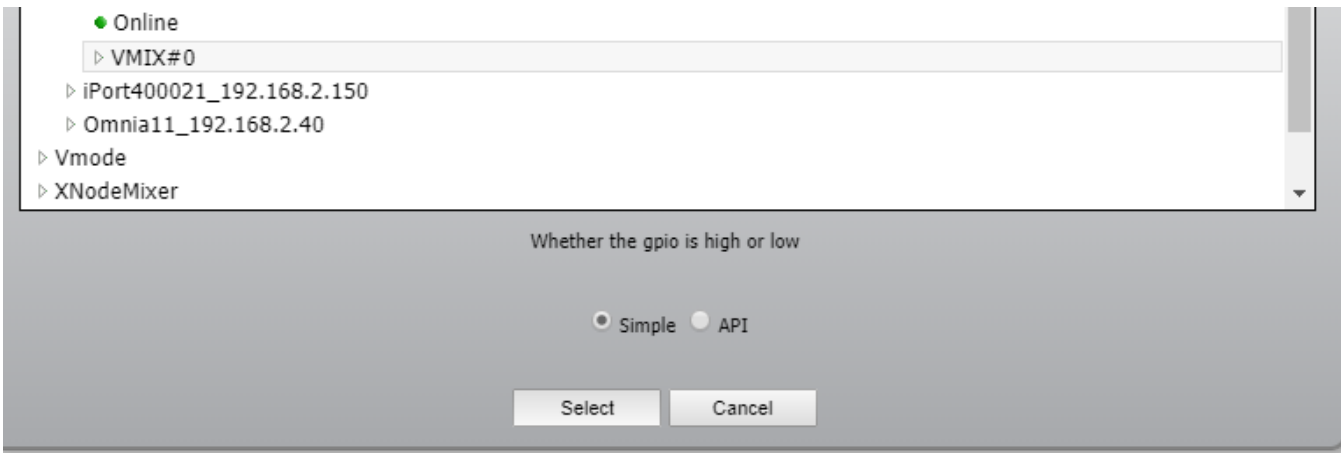 Online
VMIX#0
iPort400021_192.168.2.150
Omnia11_192.168.2.40
Vmode
XNodeMixer
Whether the gpio is high or low
Simple API
Select Cancel